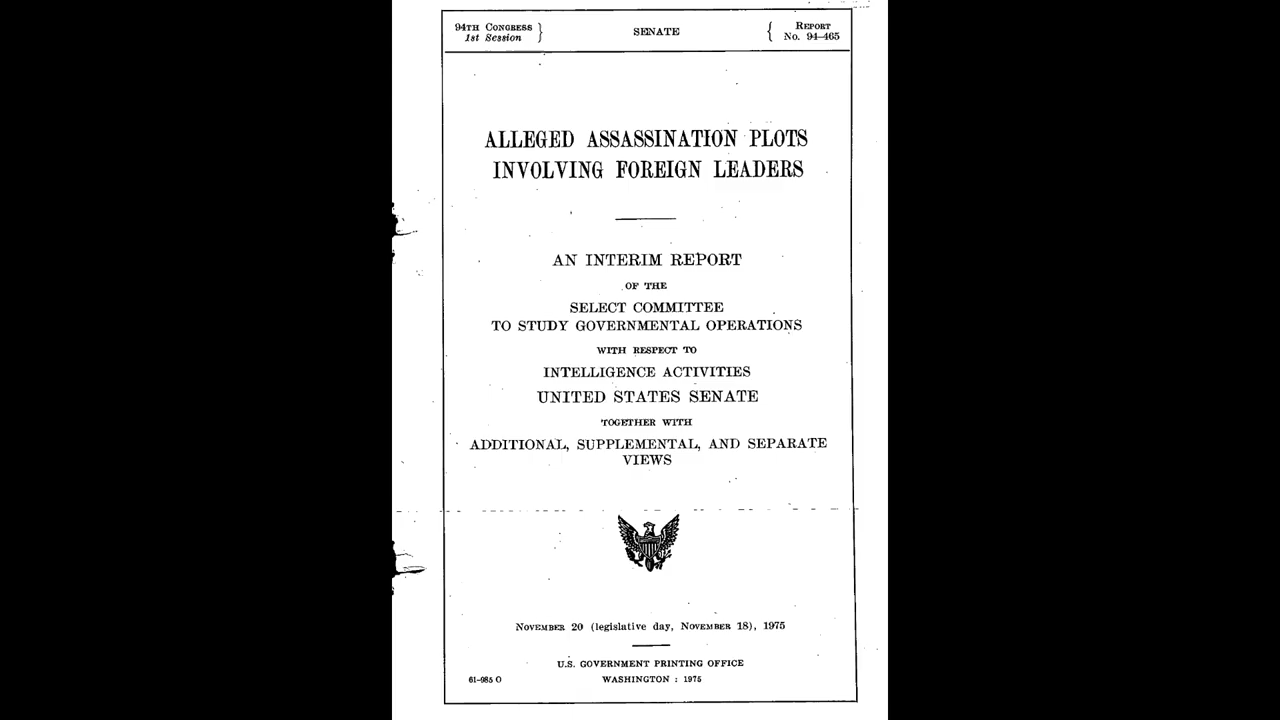 94TH CONGRESS } SENATE { REPORT
1st Session No. 94–465
ALLEGED ASSASSINATION PLOTS
INVOLVING FOREIGN LEADERS
AN INTERIM REPORT
OF THE
SELECT COMMITTEE
TO STUDY GOVERNMENTAL OPERATIONS
WITH RESPECT TO
INTELLIGENCE ACTIVITIES
UNITED STATES SENATE
TOGETHER WITH
ADDITIONAL, SUPPLEMENTAL, AND SEPARATE
VIEWS
NOVEMBER 20 (legislative day, NOVEMBER 18), 1975
U.S. GOVERNMENT PRINTING OFFICE
61-985 O WASHINGTON : 1975